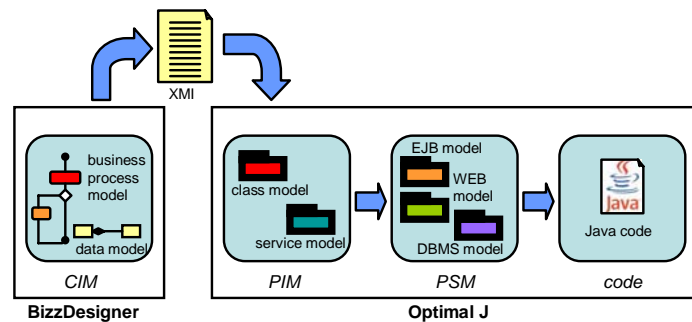 XMI
business
process
model
data model
CIM
BizzDesigner
class model
service model
PIM
EJB model
WEB
model
DBMS model
PSM
Java
Java code
code
Optimal J